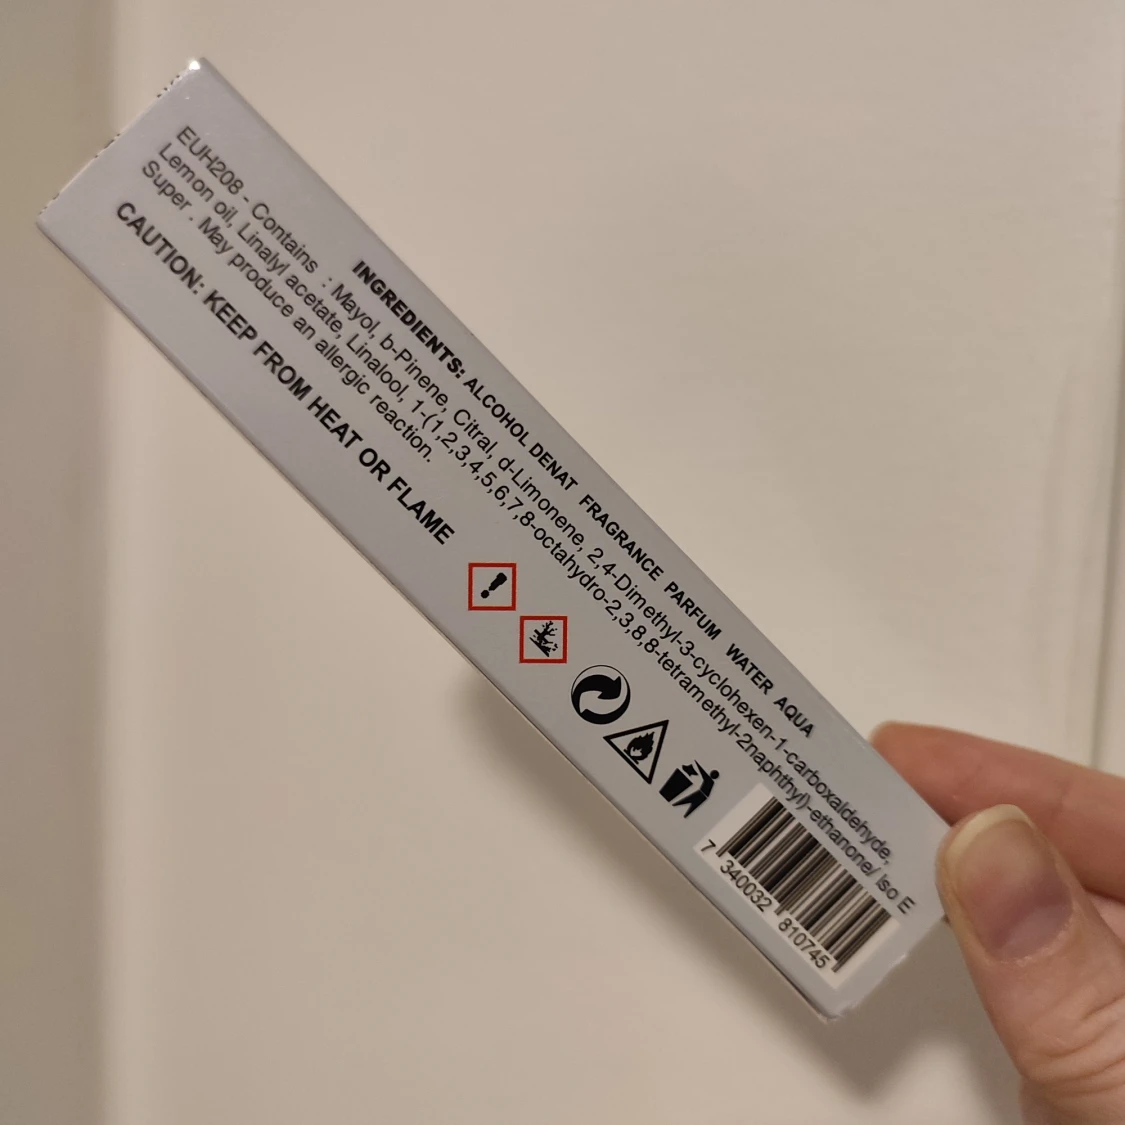 INGREDIENTS: ALCOHOL DENAT FRAGRANCE PARFUM WATER AQUA
EUH208 - Contains : Mayol, b-Pinene, Citral, d-Limonene, 2,4-Dimethyl-3-cyclohexen-1-carboxaldehyde,
Lemon oil, Linalyl acetate, Linalool, 1-(1,2,3,4,5,6,7,8-octahydro-2,3,8,8-tetramethyl-2naphthyl)-ethanone/ iso E
Super . May produce an allergic reaction.
CAUTION: KEEP FROM HEAT OR FLAME
7 340032 810745